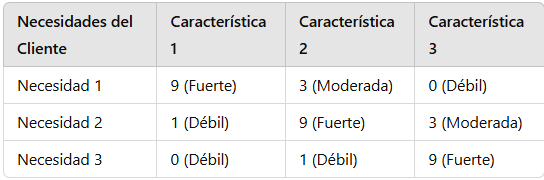 Necesidades del Cliente | Característica 1 | Característica 2 | Característica 3
Necesidad 1 | 9 (Fuerte) | 3 (Moderada) | 0 (Débil)
Necesidad 2 | 1 (Débil) | 9 (Fuerte) | 3 (Moderada)
Necesidad 3 | 0 (Débil) | 1 (Débil) | 9 (Fuerte)